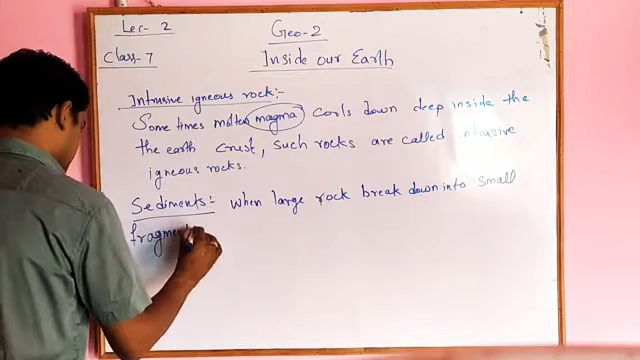 Lec- 2
Geo-2
Class-7
Inside our Earth
Intrusive igneous rock:-
Some times molten magma cools down deep inside the
the earth crust, such rocks are called intrusive
igneous rocks.
Sediments:- when large rock break down into small
fragment